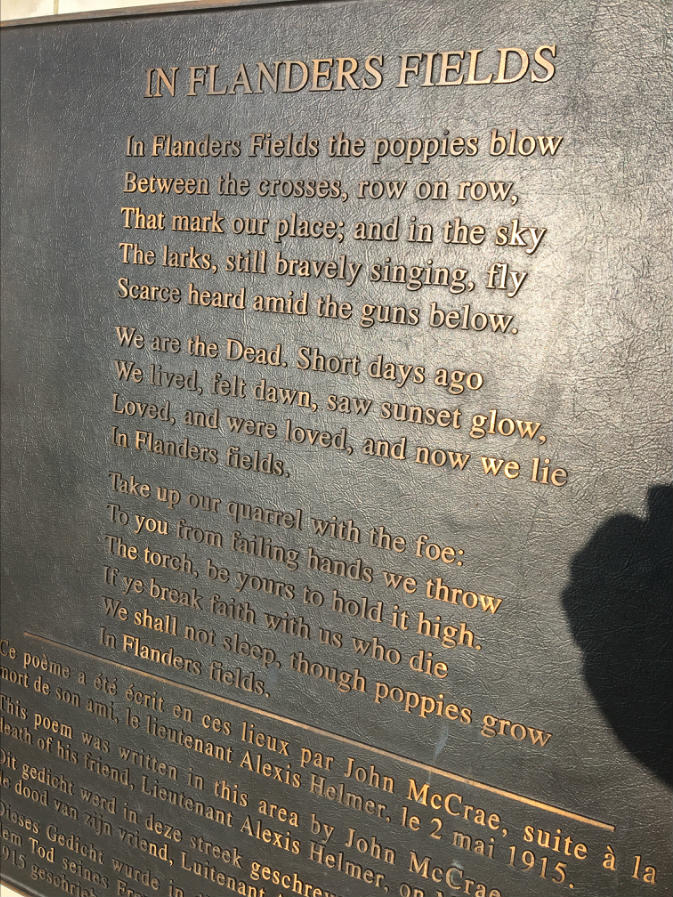 IN FLANDERS FIELDS
In Flanders Fields the poppies blow
Between the crosses, row on row,
That mark our place; and in the sky
The larks, still bravely singing, fly
Scarce heard amid the guns below.
We are the Dead. Short days ago
We lived, felt dawn, saw sunset glow,
Loved, and were loved, and now we lie
In Flanders fields.
Take up our quarrel with the foe:
To you from failing hands we throw
The torch, be yours to hold it high.
If ye break faith with us who die
We shall not sleep, though poppies grow
In Flanders fields.
Ce poème a été écrit en ces lieux par John McCrae, suite à la
mort de son ami, le lieutenant Alexis Helmer, le 2 mai 1915.
This poem was written in this area by John McCrae
death of his friend, Lieutenant Alexis Helmer, on
Dit gedicht werd in deze streek
de dood van zijn vriend, Luitenant
Dieses Gedicht wurde in
dem Tod seines
1915